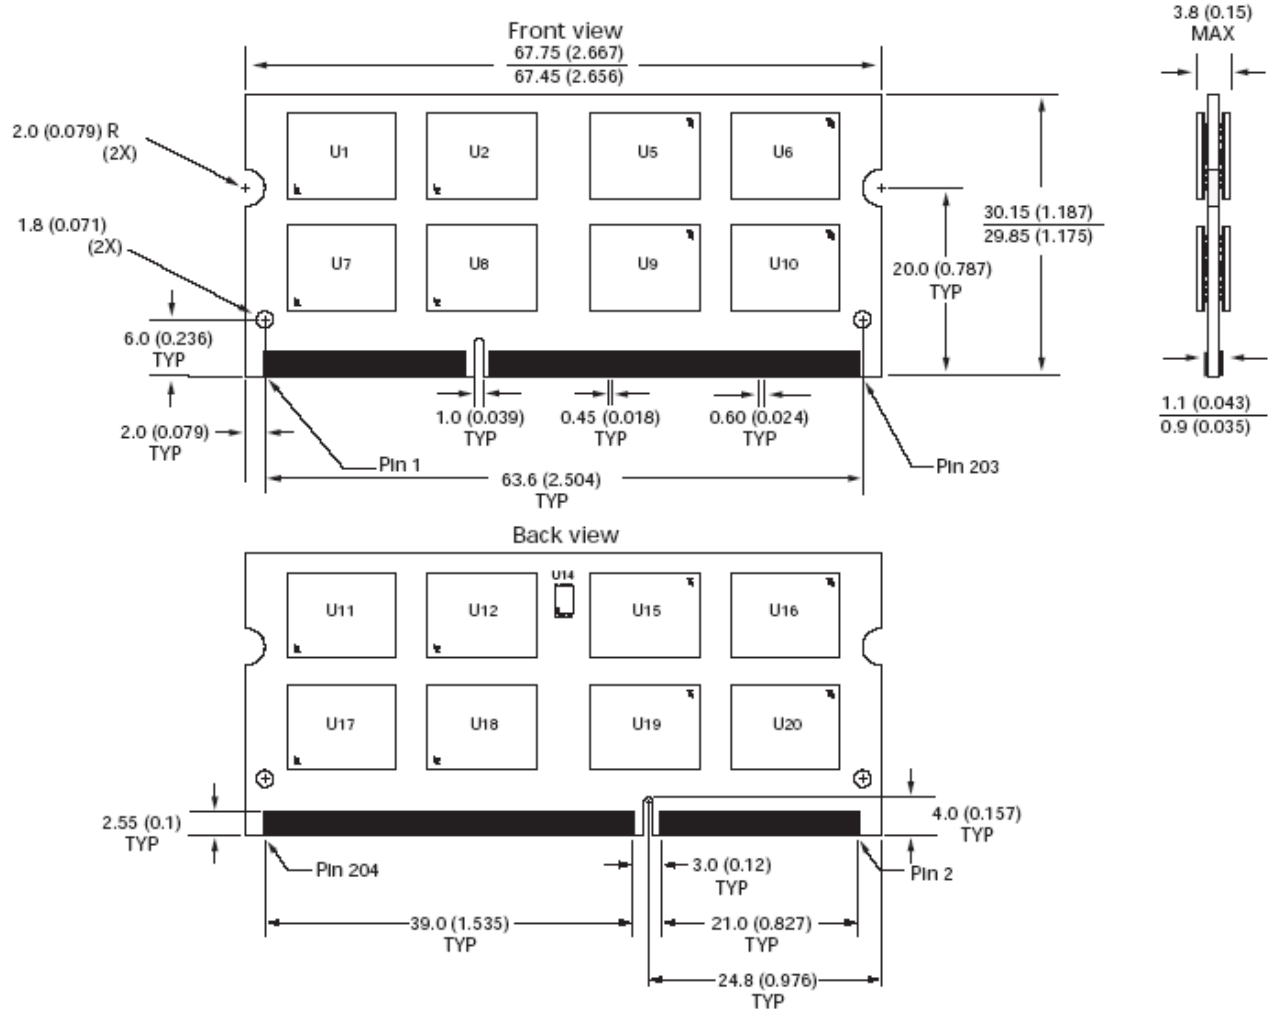 Front view
67.75 (2.667)
67.45 (2.656)
3.8 (0.15)
MAX
2.0 (0.079) R
(2X)
U1
U2
U5
U6
1.8 (0.071)
(2X)
30.15 (1.187)
29.85 (1.175)
U7
U8
U9
U10
20.0 (0.787)
TYP
6.0 (0.236)
TYP
1.0 (0.039)
TYP
0.45 (0.018)
TYP
0.60 (0.024)
TYP
1.1 (0.043)
0.9 (0.035)
2.0 (0.079)
TYP
Pin 1
Pin 203
63.6 (2.504)
TYP
Back view
U14
U11
U12
U15
U16
U17
U18
U19
U20
2.55 (0.1)
TYP
4.0 (0.157)
TYP
Pin 204
3.0 (0.12)
TYP
Pin 2
39.0 (1.535)
TYP
21.0 (0.827)
TYP
24.8 (0.976)
TYP